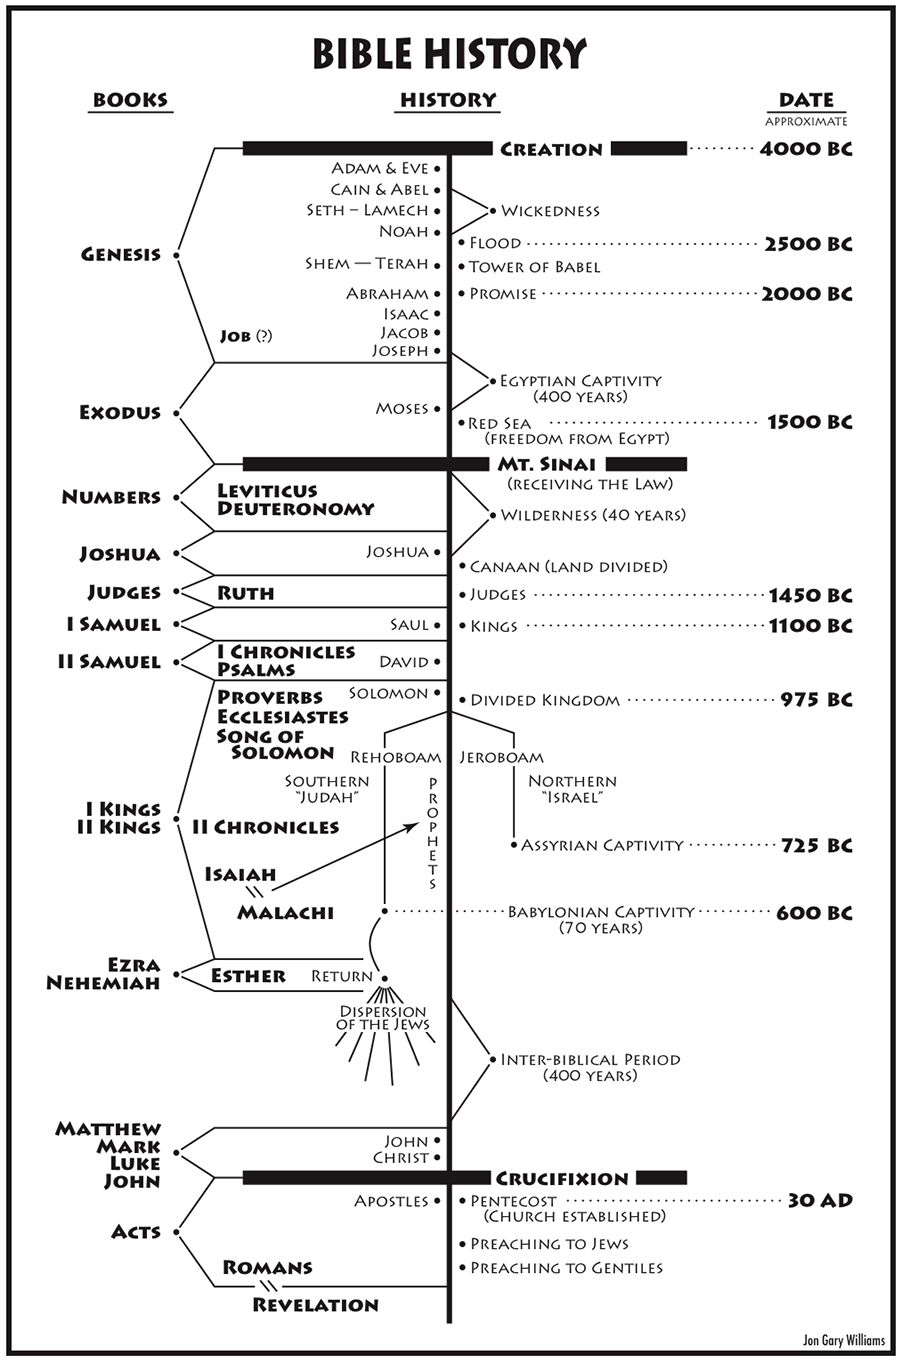 BIBLE HISTORY
BOOKS HISTORY DATE
APPROXIMATE
CREATION 4000 BC
ADAM & EVE
CAIN & ABEL
SETH – LAMECH WICKEDNESS
NOAH
FLOOD 2500 BC
GENESIS
SHEM — TERAH TOWER OF BABEL
ABRAHAM PROMISE 2000 BC
ISAAC
JOB (?) JACOB
JOSEPH
EGYPTIAN CAPTIVITY
(400 YEARS)
EXODUS MOSES
RED SEA 1500 BC
(FREEDOM FROM EGYPT)
MT. SINAI
(RECEIVING THE LAW)
NUMBERS LEVITICUS
DEUTERONOMY
WILDERNESS (40 YEARS)
JOSHUA JOSHUA
CANAAN (LAND DIVIDED)
JUDGES RUTH JUDGES 1450 BC
I SAMUEL SAUL KINGS 1100 BC
II SAMUEL I CHRONICLES DAVID
PSALMS
PROVERBS SOLOMON DIVIDED KINGDOM 975 BC
ECCLESIASTES
SONG OF
SOLOMON
REHOBOAM JEROBOAM
SOUTHERN
"JUDAH"
NORTHERN
"ISRAEL"
PROPHETS
I KINGS
II KINGS II CHRONICLES
ASSYRIAN CAPTIVITY 725 BC
ISAIAH
MALACHI
BABYLONIAN CAPTIVITY 600 BC
(70 YEARS)
EZRA
NEHEMIAH
ESTHER RETURN
DISPERSION
OF THE JEWS
INTER-BIBLICAL PERIOD
(400 YEARS)
MATTHEW
MARK
LUKE
JOHN
JOHN
CHRIST
CRUCIFIXION
APOSTLES PENTECOST 30 AD
(CHURCH ESTABLISHED)
ACTS
PREACHING TO JEWS
PREACHING TO GENTILES
ROMANS
REVELATION
Jon Gary Williams